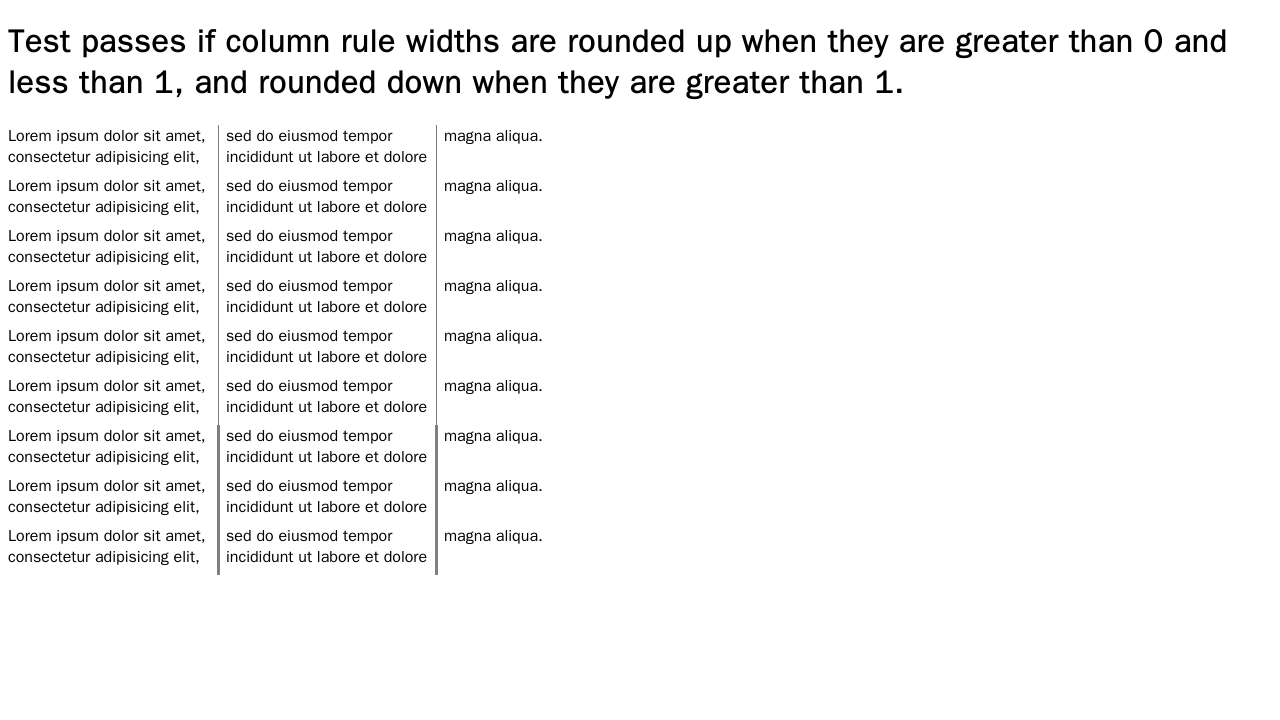 Test passes if column rule widths are rounded up when they are greater than 0 and
less than 1, and rounded down when they are greater than 1.
Lorem ipsum dolor sit amet,
consectetur adipisicing elit,
sed do eiusmod tempor
incididunt ut labore et dolore
magna aliqua.
Lorem ipsum dolor sit amet,
consectetur adipisicing elit,
sed do eiusmod tempor
incididunt ut labore et dolore
magna aliqua.
Lorem ipsum dolor sit amet,
consectetur adipisicing elit,
sed do eiusmod tempor
incididunt ut labore et dolore
magna aliqua.
Lorem ipsum dolor sit amet,
consectetur adipisicing elit,
sed do eiusmod tempor
incididunt ut labore et dolore
magna aliqua.
Lorem ipsum dolor sit amet,
consectetur adipisicing elit,
sed do eiusmod tempor
incididunt ut labore et dolore
magna aliqua.
Lorem ipsum dolor sit amet,
consectetur adipisicing elit,
sed do eiusmod tempor
incididunt ut labore et dolore
magna aliqua.
Lorem ipsum dolor sit amet,
consectetur adipisicing elit,
sed do eiusmod tempor
incididunt ut labore et dolore
magna aliqua.
Lorem ipsum dolor sit amet,
consectetur adipisicing elit,
sed do eiusmod tempor
incididunt ut labore et dolore
magna aliqua.
Lorem ipsum dolor sit amet,
consectetur adipisicing elit,
sed do eiusmod tempor
incididunt ut labore et dolore
magna aliqua.